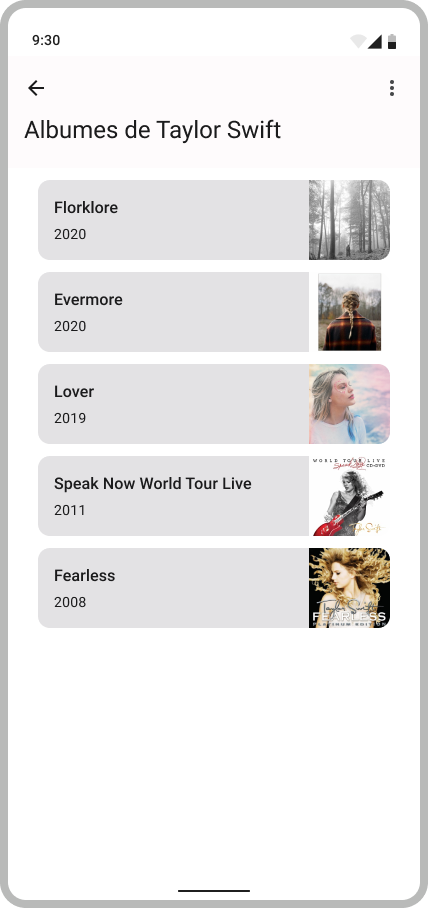 9:30
Albumes de Taylor Swift
Florklore
2020
Evermore
2020
Lover
2019
Speak Now World Tour Live
2011
WORLD TOUR LIVE
Speak Now CD+DVD
Taylor Swift
Fearless
2008
Taylor Swift
FEARLESS
PLATINUM EDITION